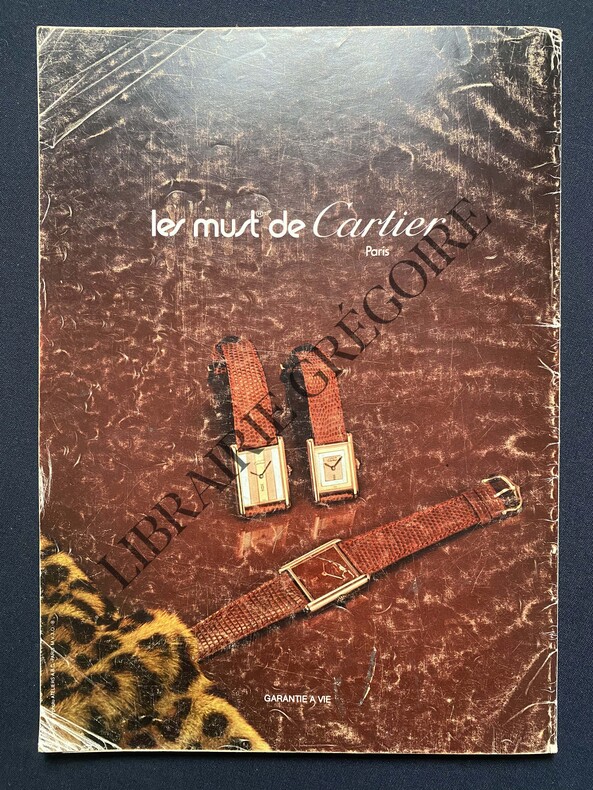 les must® de Cartier
Paris
LIBRAIRIE GRÉGOIRE
GARANTIE A VIE